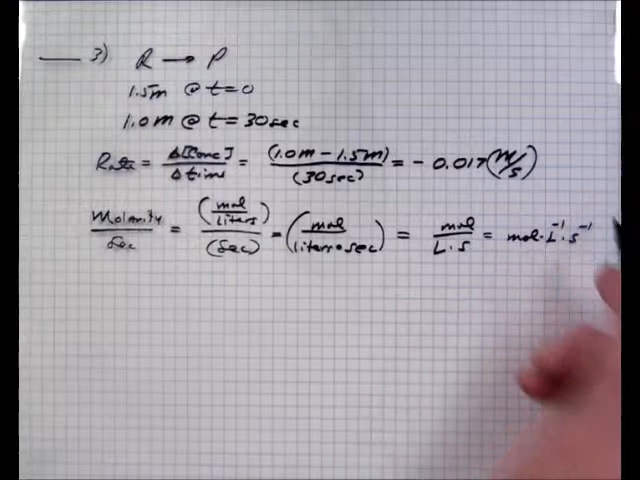 ____ 3) R → P
1.5m @ t=0
1.0m @ t=30sec
Rate = Δ[Conc]/Δtime = (1.0m - 1.5m)/(30sec) = - 0.017(m/s)
Molarity/Sec = (mol/Liters)/(Sec) = (mol/liters•sec) = mol/L·s = mol·L⁻¹·s⁻¹